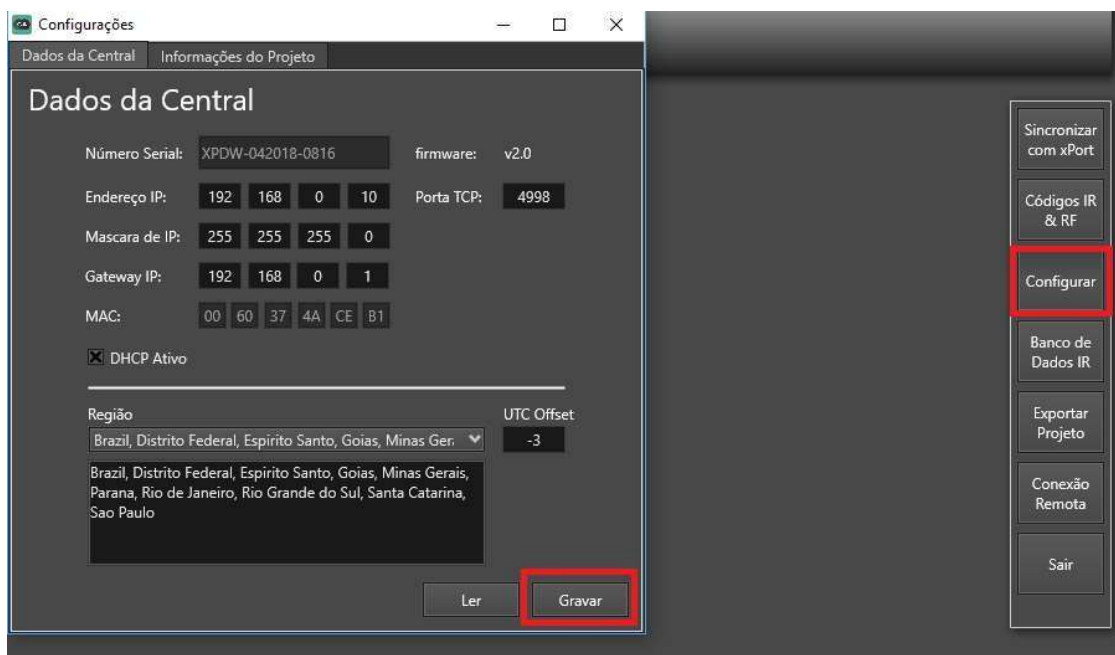 Configurações
Dados da Central
Informações do Projeto
Dados da Central
Número Serial: XPDW-042018-0816 firmware: v2.0
Endereço IP: 192 168 0 10 Porta TCP: 4998
Mascara de IP: 255 255 255 0
Gateway IP: 192 168 0 1
MAC: 00 60 37 4A CE B1
DHCP Ativo
Região UTC Offset
Brazil, Distrito Federal, Espirito Santo, Goias, Minas Ger. -3
Brazil, Distrito Federal, Espirito Santo, Goias, Minas Gerais,
Parana, Rio de Janeiro, Rio Grande do Sul, Santa Catarina,
Sao Paulo
Ler Gravar
Sincronizar
com xPort
Códigos IR
& RF
Configurar
Banco de
Dados IR
Exportar
Projeto
Conexão
Remota
Sair